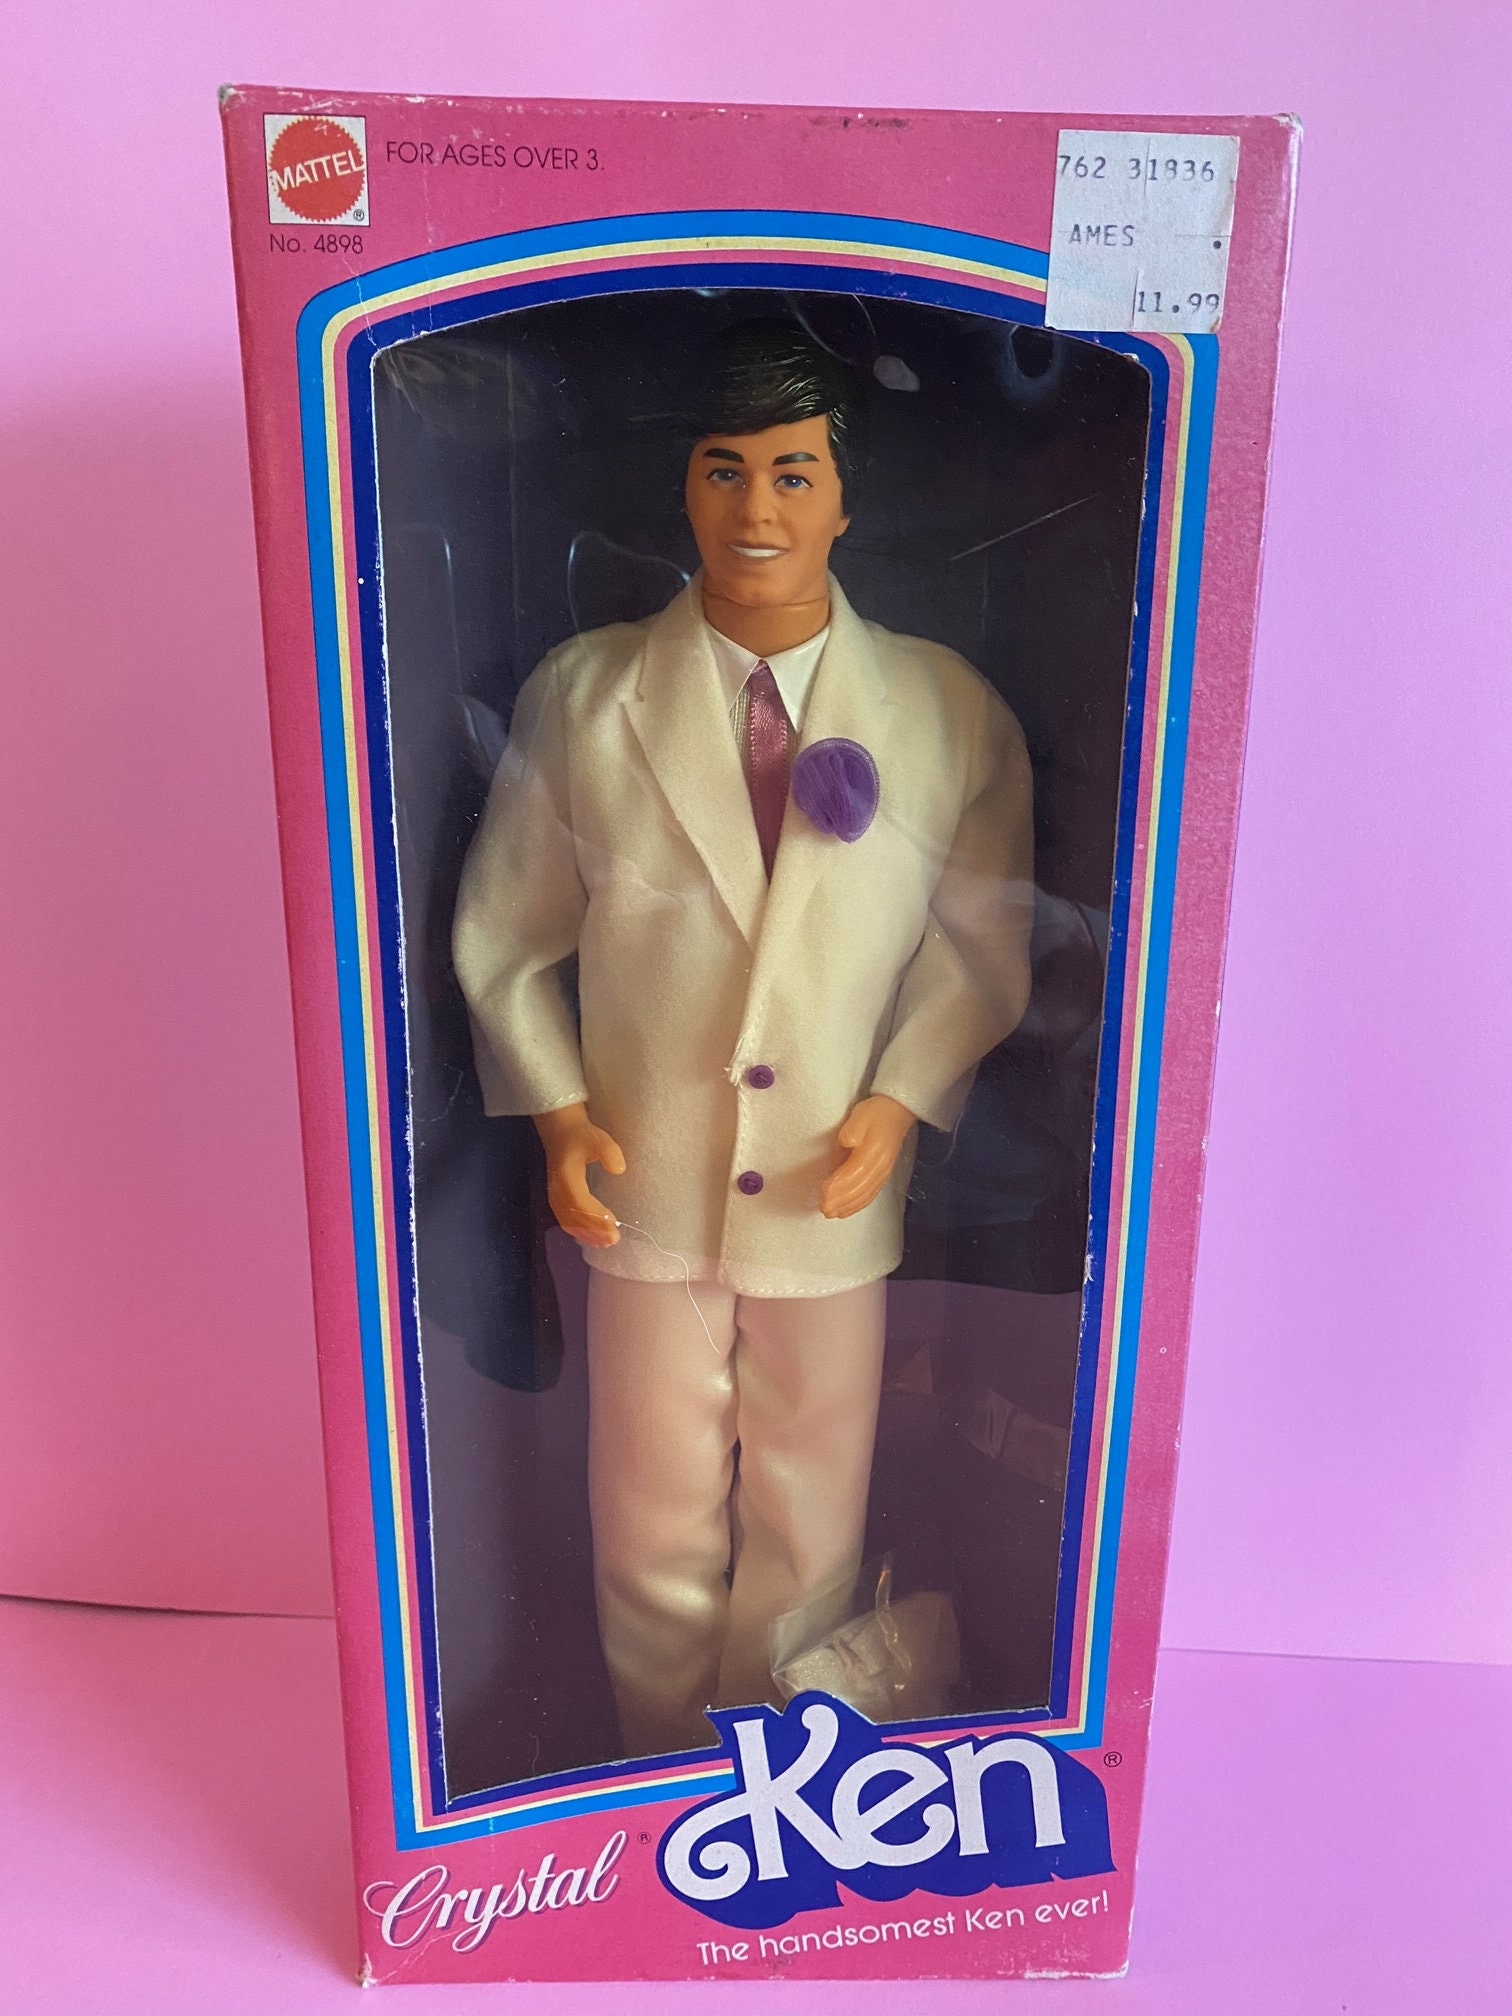 MATTEL
®
FOR AGES OVER 3.
No. 4898
762 31836
AMES
11.99
Crystal®
Ken®
The handsomest Ken ever!